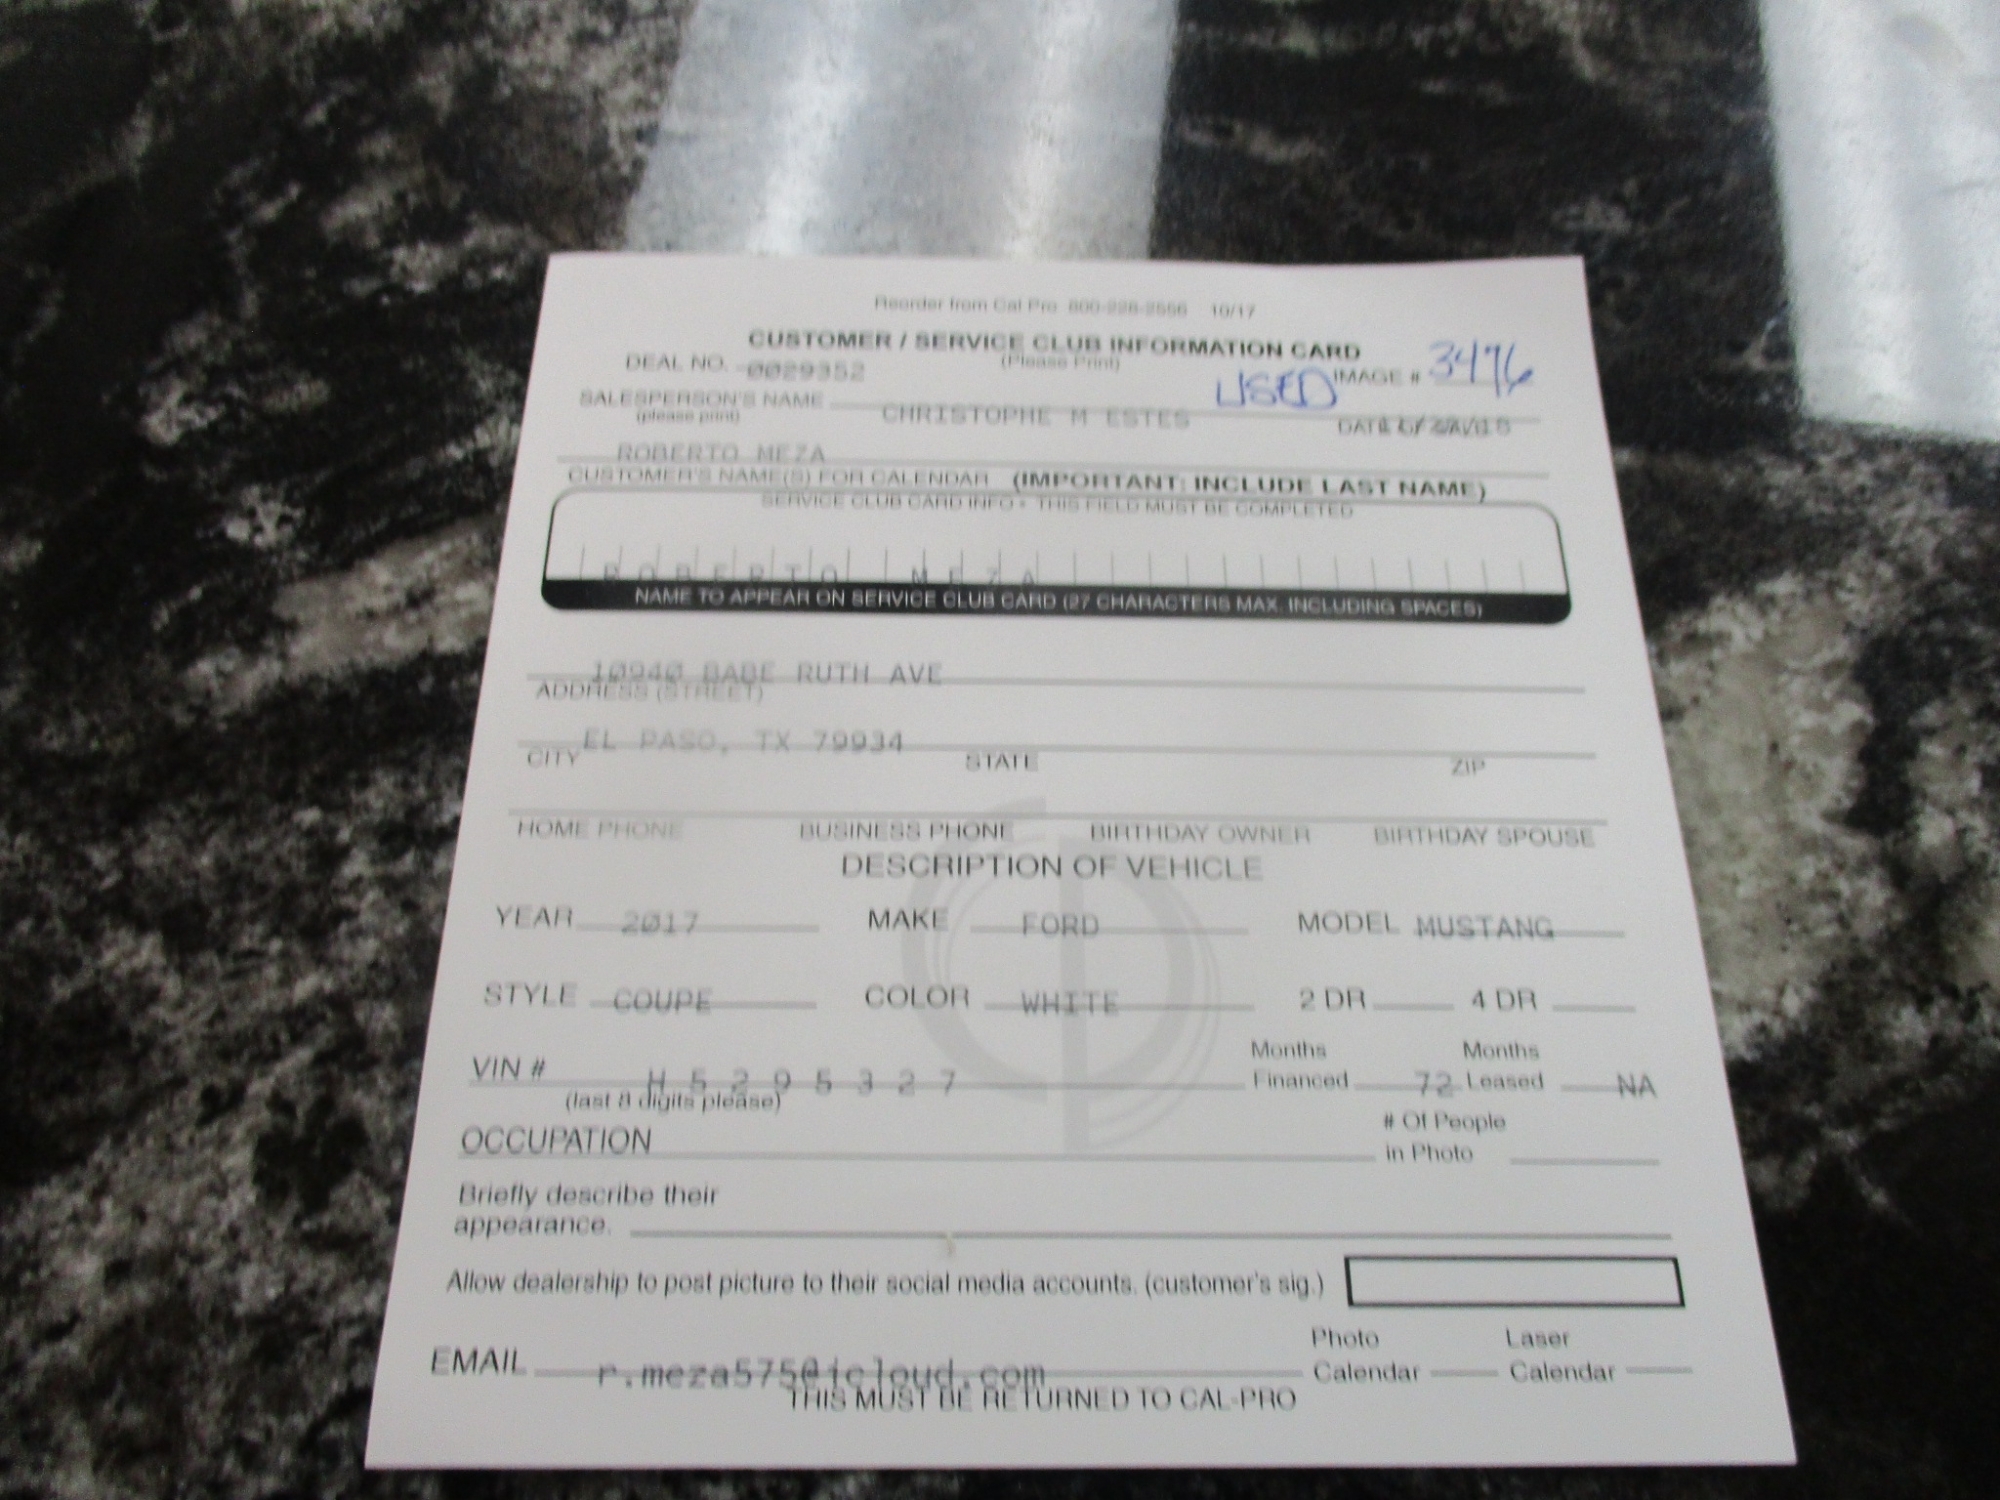 Reorder from Cal Pro 800-228-2556 10/17
CUSTOMER / SERVICE CLUB INFORMATION CARD
(Please Print)
DEAL NO. 0029352
USED IMAGE # 3496
SALESPERSON'S NAME CHRISTOPHE M ESTES
(please print)
DATE
ROBERTO MEZA
CUSTOMER'S NAME(S) FOR CALENDAR (IMPORTANT: INCLUDE LAST NAME)
SERVICE CLUB CARD INFO - THIS FIELD MUST BE COMPLETED
ROBERTO MEZA
NAME TO APPEAR ON SERVICE CLUB CARD (27 CHARACTERS MAX. INCLUDING SPACES)
10940 BABE RUTH AVE
ADDRESS (STREET)
EL PASO, TX 79934
CITY STATE ZIP
HOME PHONE BUSINESS PHONE BIRTHDAY OWNER BIRTHDAY SPOUSE
DESCRIPTION OF VEHICLE
YEAR 2017 MAKE FORD MODEL MUSTANG
STYLE COUPE COLOR WHITE 2 DR 4 DR
VIN # H5295327 Months Financed 72 Months Leased NA
(last 8 digits please)
OCCUPATION # Of People in Photo
Briefly describe their
appearance.
Allow dealership to post picture to their social media accounts. (customer's sig.)
EMAIL r.meza575@icloud.com Photo Calendar Laser Calendar
THIS MUST BE RETURNED TO CAL-PRO